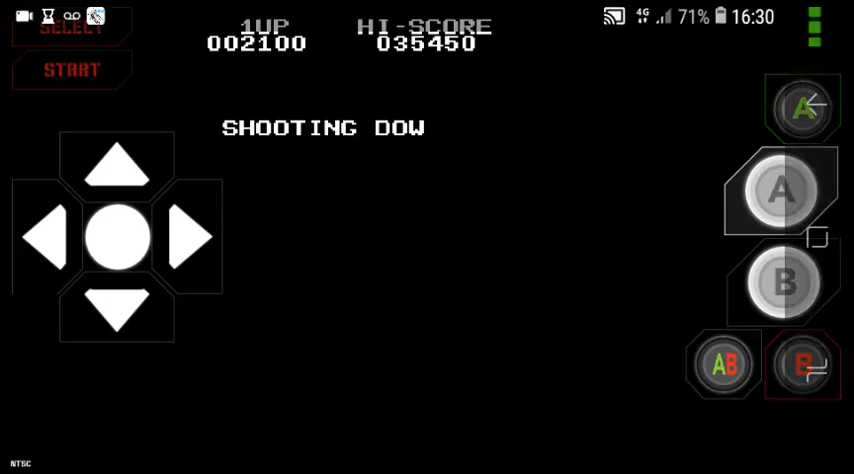 4G 71% 16:30
SELECT 1UP HI-SCORE
002100 035450
START
SHOOTING DOW
A
A
B
AB B
NTSC